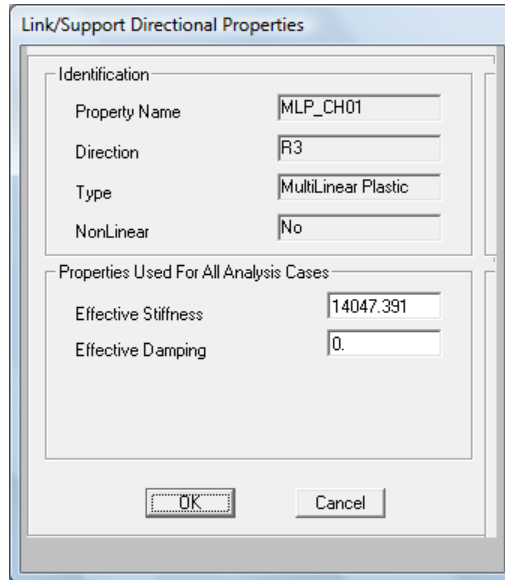 Link/Support Directional Properties
Identification
Property Name MLP_CH01
Direction R3
Type MultiLinear Plastic
NonLinear No
Properties Used For All Analysis Cases
Effective Stiffness 14047.391
Effective Damping 0.
OK Cancel